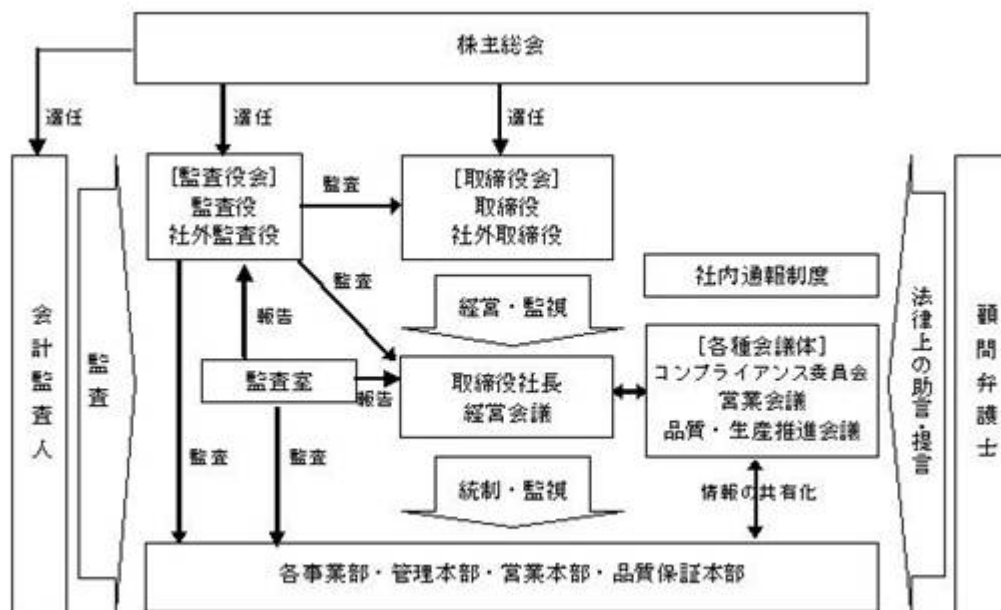 株主総会
選任
選任
選任
[監査役会]
監査役
社外監査役
監査
[取締役会]
取締役
社外取締役
社内通報制度
監査
経営・監視
報告
[各種会議体]
コンプライアンス委員会
営業会議
品質・生産推進会議
監査室
報告
取締役社長
経営会議
監査
監査
統制・監視
情報の共有化
各事業部・管理本部・営業本部・品質保証本部
会計監査人
監査
法律上の助言・提言
顧問弁護士